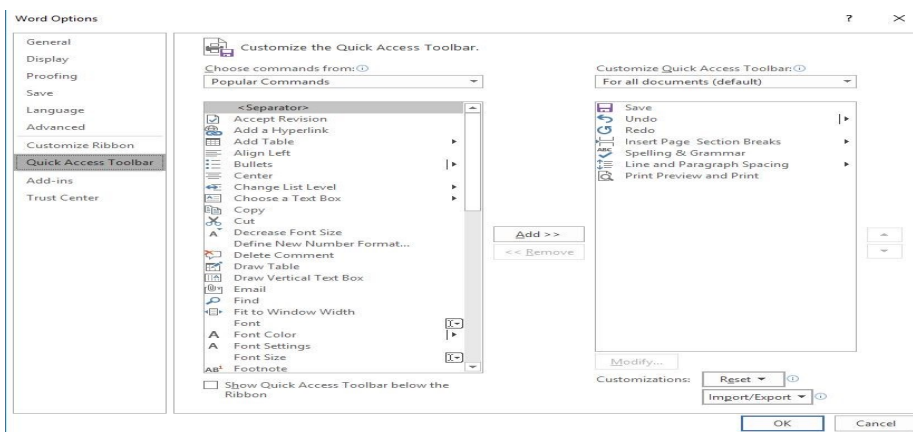 Word Options
?
General
Display
Proofing
Save
Language
Advanced
Customize Ribbon
Quick Access Toolbar
Add-ins
Trust Center
Customize the Quick Access Toolbar.
Choose commands from:
Popular Commands
<Separator>
Accept Revision
Add a Hyperlink
Add Table
Align Left
Bullets
Center
Change List Level
Choose a Text Box
Copy
Cut
Decrease Font Size
Define New Number Format...
Delete Comment
Draw Table
Draw Vertical Text Box
Email
Find
Fit to Window Width
Font
Font Color
Font Settings
Font Size
AB¹ Footnote
Show Quick Access Toolbar below the
Ribbon
Add >>
<< Remove
Customize Quick Access Toolbar:
For all documents (default)
Save
Undo
Redo
Insert Page  Section Breaks
Spelling & Grammar
Line and Paragraph Spacing
Print Preview and Print
Modify...
Customizations:
Reset
Import/Export
OK
Cancel